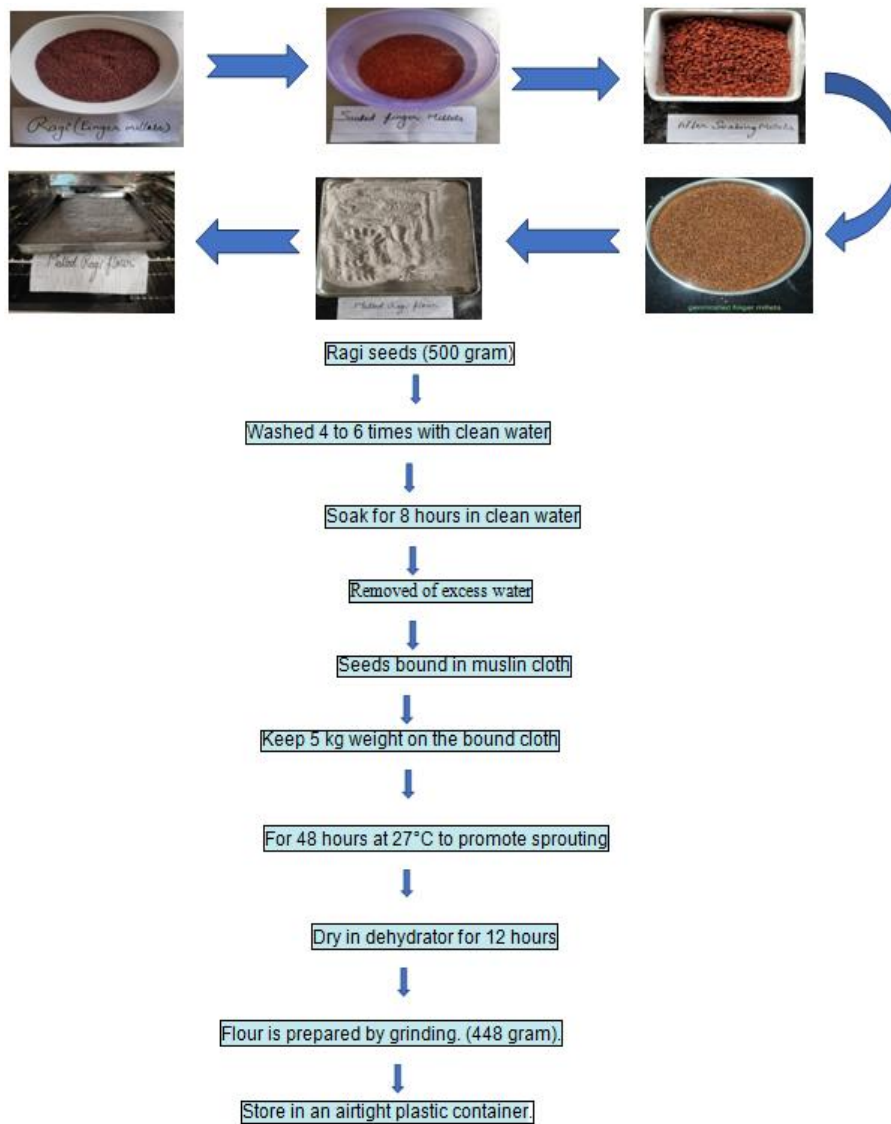 Ragi (Finger millets)
Soaked finger Millets
After Soaking Millets
Malted Ragi flour
Malted Ragi flour
germinated finger millets
Ragi seeds (500 gram)
Washed 4 to 6 times with clean water
Soak for 8 hours in clean water
Removed of excess water
Seeds bound in muslin cloth
Keep 5 kg weight on the bound cloth
For 48 hours at 27°C to promote sprouting
Dry in dehydrator for 12 hours
Flour is prepared by grinding. (448 gram).
Store in an airtight plastic container.